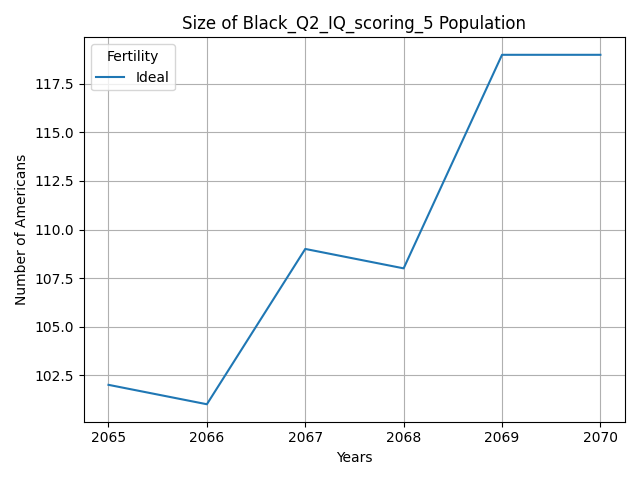 Size of Black_Q2_IQ_scoring_5 Population
Fertility
Ideal
Number of Americans
117.5
115.0
112.5
110.0
107.5
105.0
102.5
2065 2066 2067 2068 2069 2070
Years